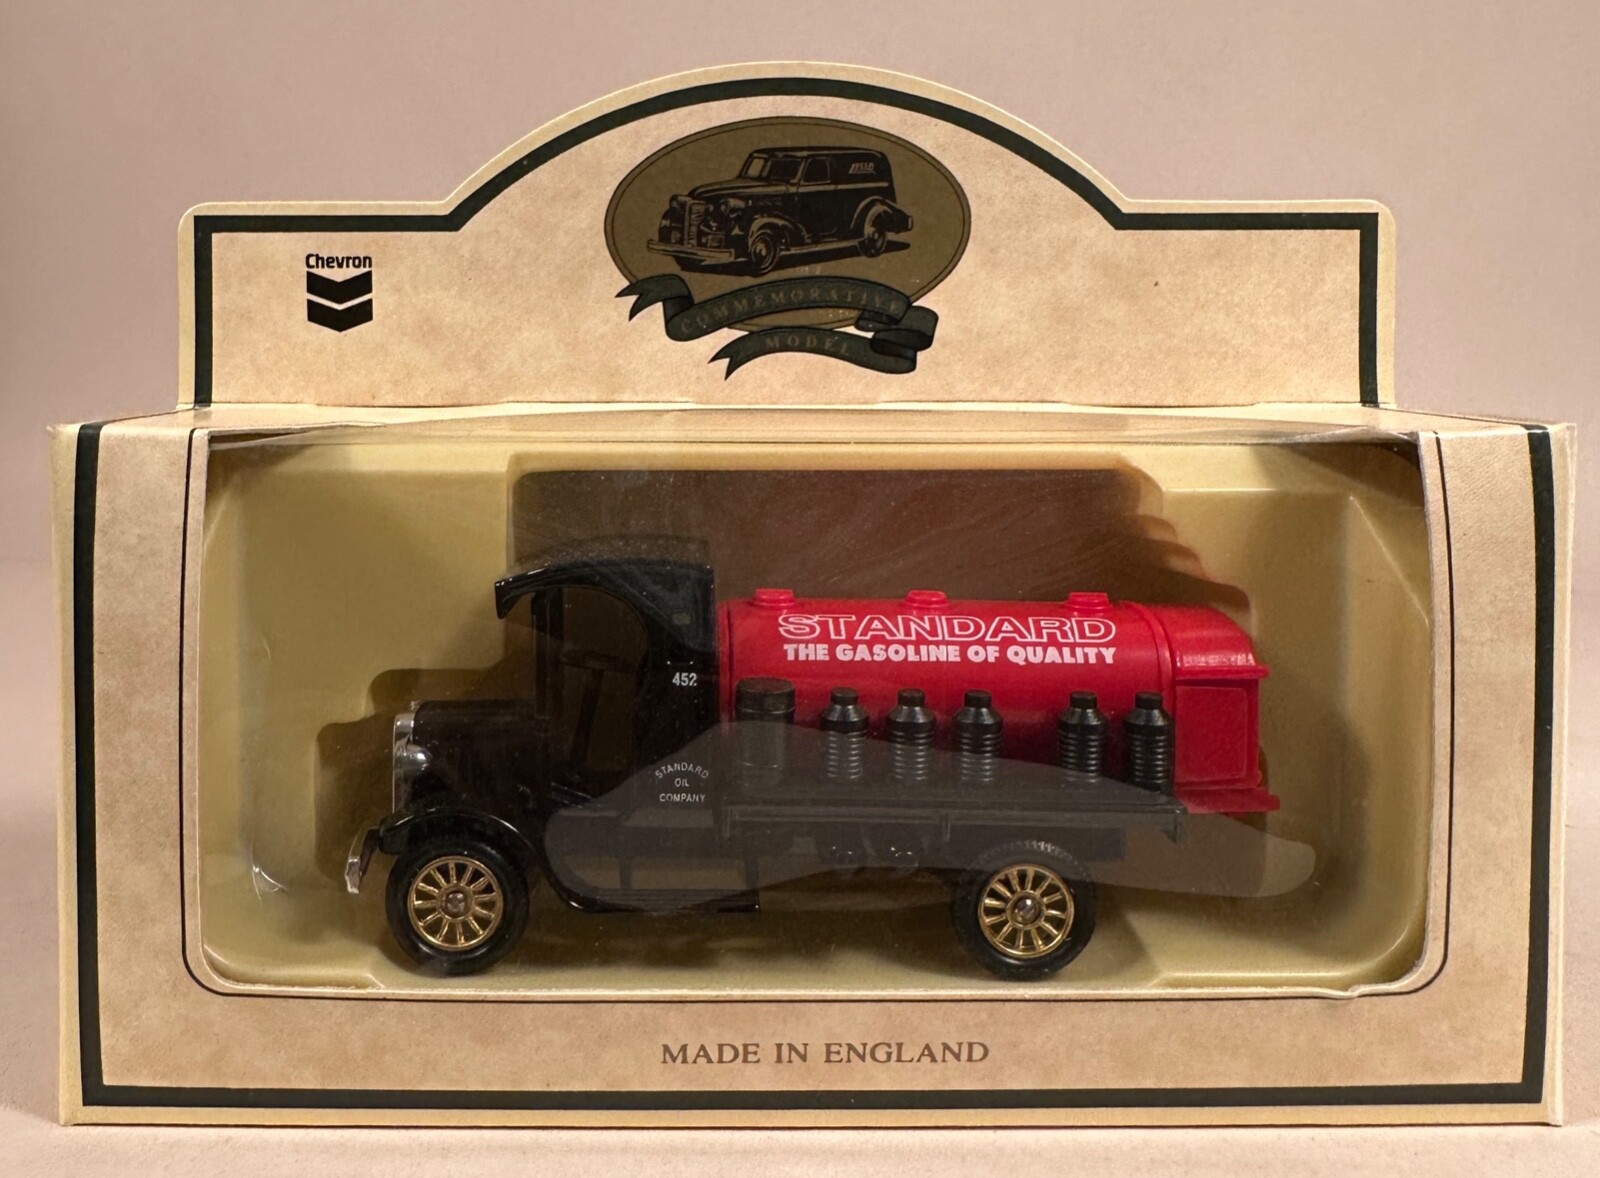 Chevron
COMMEMORATIVE
MODEL
STANDARD
THE GASOLINE OF QUALITY
452
STANDARD
OIL
COMPANY
MADE IN ENGLAND